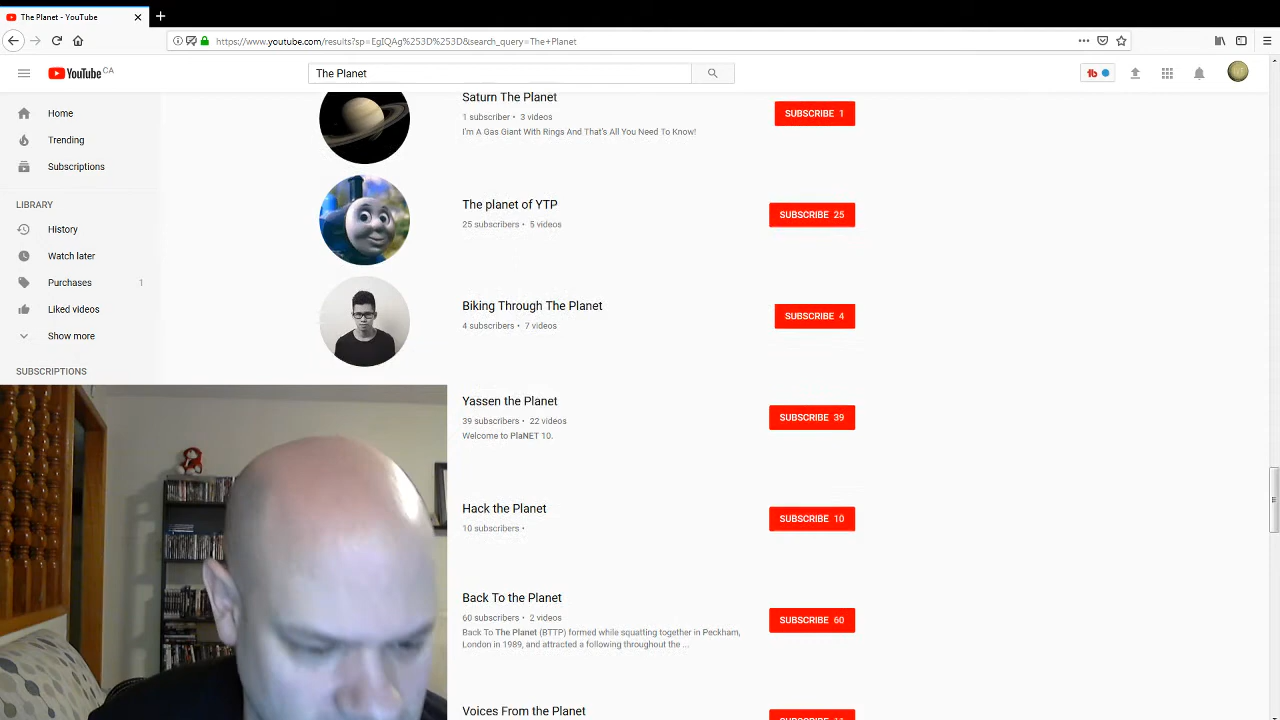 The Planet - YouTube
https://www.youtube.com/results?sp=EgIQAg%253D%253D&search_query=The+Planet
YouTube CA
The Planet
Home
Trending
Subscriptions
LIBRARY
History
Watch later
Purchases 1
Liked videos
Show more
SUBSCRIPTIONS
Saturn The Planet
1 subscriber • 3 videos
I'm A Gas Giant With Rings And That's All You Need To Know!
SUBSCRIBE 1
The planet of YTP
25 subscribers • 5 videos
SUBSCRIBE 25
Biking Through The Planet
4 subscribers • 7 videos
SUBSCRIBE 4
Yassen the Planet
39 subscribers • 22 videos
Welcome to PlaNET 10.
SUBSCRIBE 39
Hack the Planet
10 subscribers •
SUBSCRIBE 10
Back To the Planet
60 subscribers • 2 videos
Back To The Planet (BTTP) formed while squatting together in Peckham,
London in 1989, and attracted a following throughout the ...
SUBSCRIBE 60
Voices From the Planet